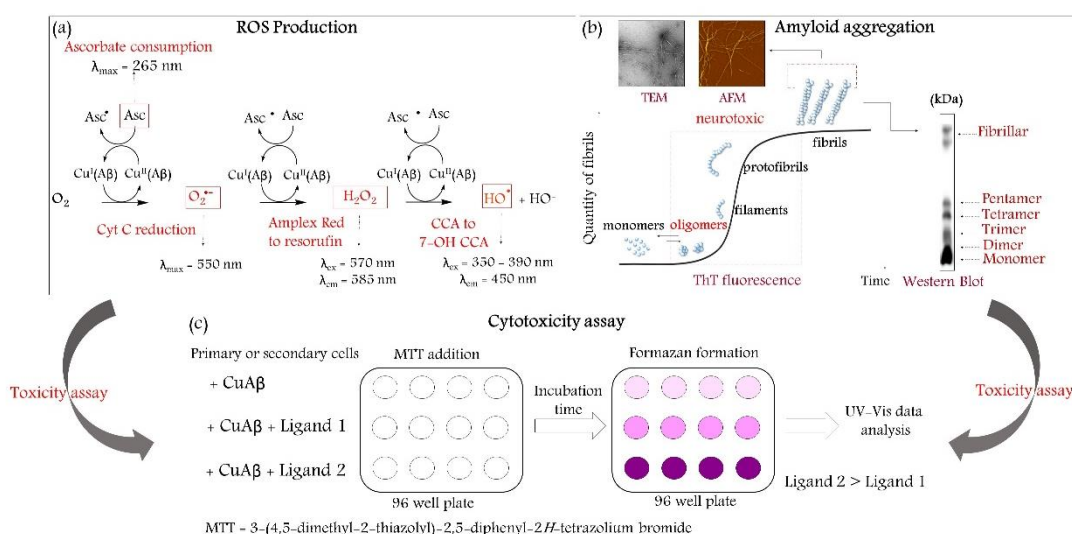 (a)
ROS Production
Ascorbate consumption
λmax = 265 nm
Asc• Asc
Asc • Asc
Asc • Asc
Cuᴵ(Aβ) Cuᴵᴵ(Aβ)
Cuᴵ(Aβ) Cuᴵᴵ(Aβ)
Cuᴵ(Aβ) Cuᴵᴵ(Aβ)
O₂
O₂•−
H₂O₂
HO• + HO-
Cyt C reduction
λmax = 550 nm
Amplex Red
to resorufin
λex = 570 nm
λem = 585 nm
CCA to
7-OH CCA
λex = 350 - 390 nm
λem = 450 nm
(b)
Amyloid aggregation
TEM
AFM
neurotoxic
Quantity of fibrils
monomers
oligomers
filaments
protofibrils
fibrils
ThT fluorescence
Time
(kDa)
Fibrillar
Pentamer
Tetramer
Trimer
Dimer
Monomer
Western Blot
Toxicity assay
Toxicity assay
(c)
Cytotoxicity assay
Primary or secondary cells
+ CuAβ
+ CuAβ + Ligand 1
+ CuAβ + Ligand 2
MTT addition
96 well plate
Incubation
time
Formazan formation
96 well plate
UV-Vis data
analysis
Ligand 2 > Ligand 1
MTT = 3-(4,5-dimethyl-2-thiazolyl)-2,5-diphenyl-2H-tetrazolium bromide